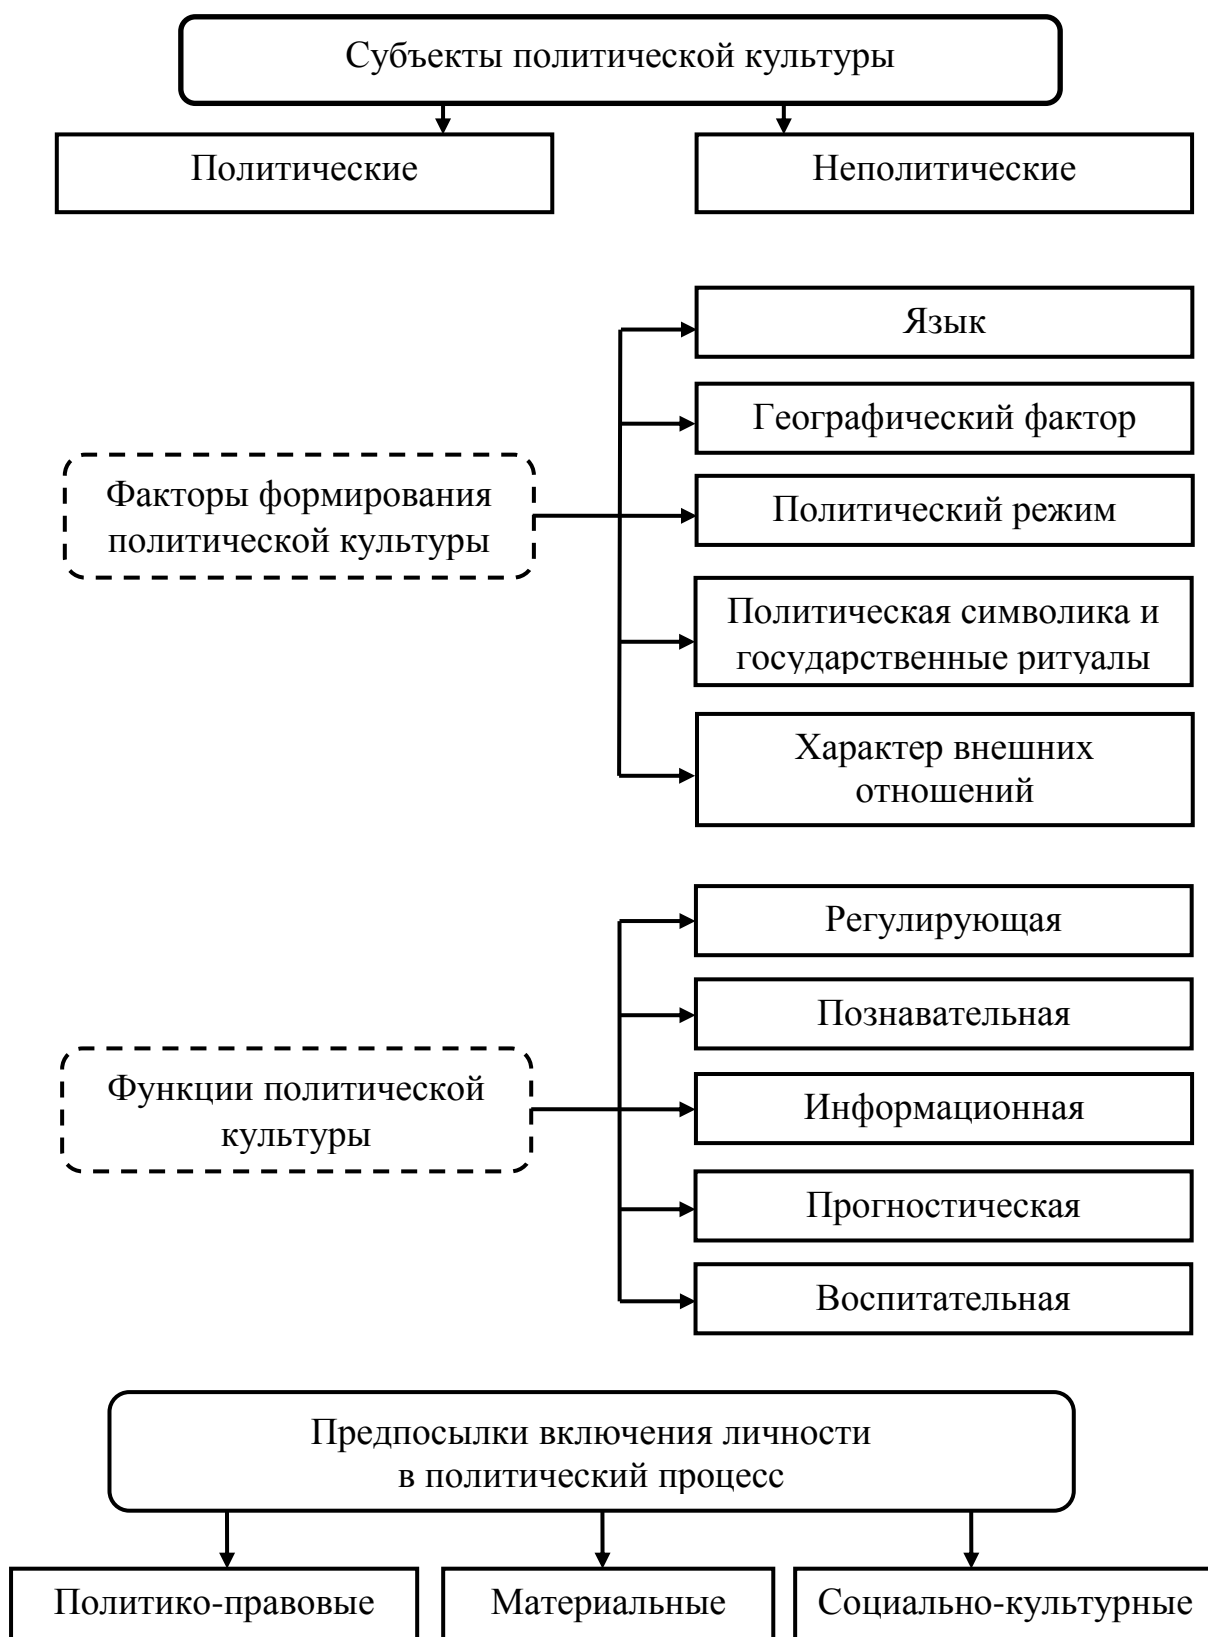 Субъекты политической культуры
Политические
Неполитические
Язык
Географический фактор
Факторы формирования
политической культуры
Политический режим
Политическая символика и
государственные ритуалы
Характер внешних
отношений
Регулирующая
Познавательная
Функции политической
культуры
Информационная
Прогностическая
Воспитательная
Предпосылки включения личности
в политический процесс
Политико-правовые
Материальные
Социально-культурные